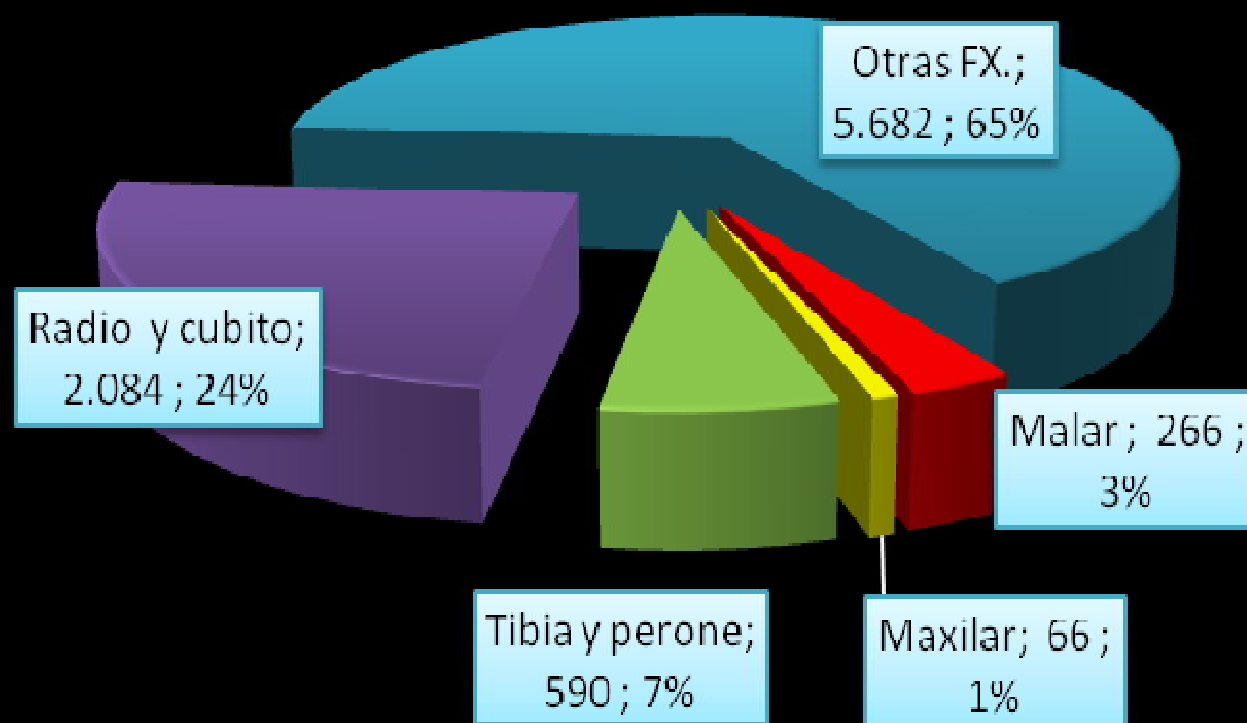 Otras FX.;
5.682 ; 65%
Radio y cubito;
2.084 ; 24%
Malar ; 266 ;
3%
Tibia y perone;
590 ; 7%
Maxilar; 66 ;
1%